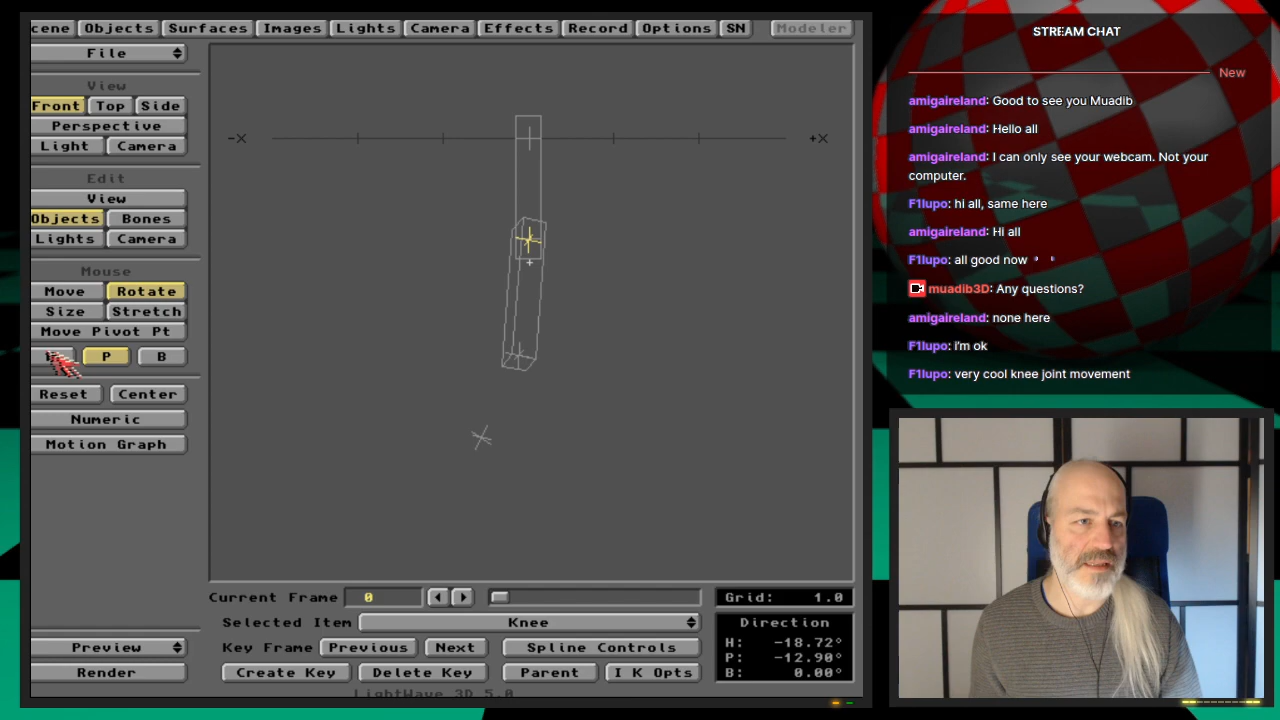 cene Objects Surfaces Images Lights Camera Effects Record Options SN Modeler
File
View
Front Top Side
Perspective
Light Camera
Edit
View
Objects Bones
Lights Camera
Mouse
Move Rotate
Size Stretch
Move Pivot Pt
P B
Reset Center
Numeric
Motion Graph
Preview
Render
-X +X
Current Frame 0
Selected Item Knee
Key Frame Previous Next Spline Controls
Create Key Delete Key Parent I K Opts
LightWave 3D 5.0
Grid: 1.0
Direction
H: -18.72°
P: -12.90°
B: 0.00°
STREAM CHAT
New
amigaireland: Good to see you Muadib
amigaireland: Hello all
amigaireland: I can only see your webcam. Not your
computer.
F1lupo: hi all, same here
amigaireland: Hi all
F1lupo: all good now
muadib3D: Any questions?
amigaireland: none here
F1lupo: i'm ok
F1lupo: very cool knee joint movement